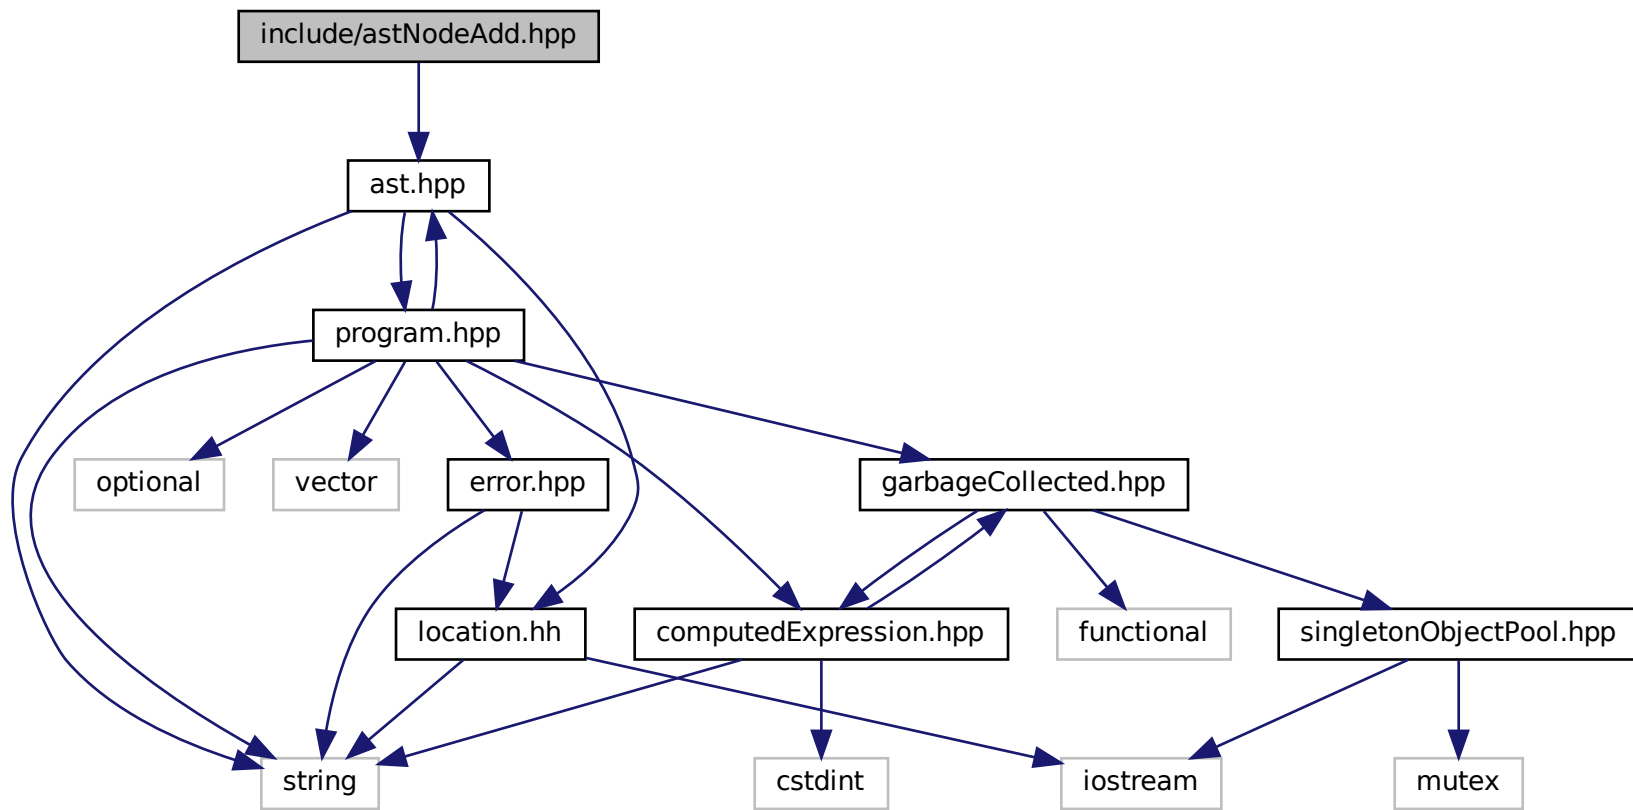 include/astNodeAdd.hpp
ast.hpp
program.hpp
optional
vector
error.hpp
garbageCollected.hpp
location.hh
computedExpression.hpp
functional
singletonObjectPool.hpp
string
cstdint
iostream
mutex